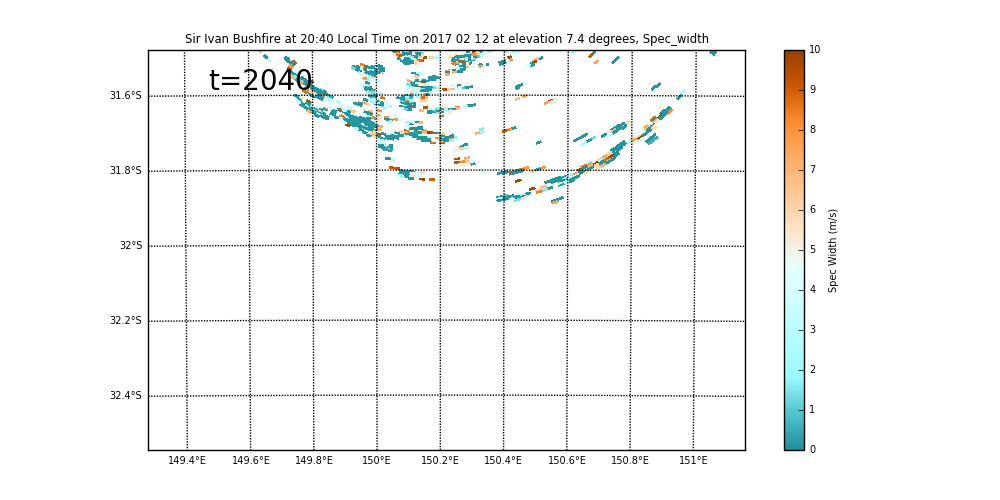 Sir Ivan Bushfire at 20:40 Local Time on 2017 02 12 at elevation 7.4 degrees, Spec_width
t=2040
31.6°S
31.8°S
32°S
32.2°S
32.4°S
149.4°E 149.6°E 149.8°E 150°E 150.2°E 150.4°E 150.6°E 150.8°E 151°E
10
9
8
7
6
5
4
3
2
1
0
Spec Width (m/s)